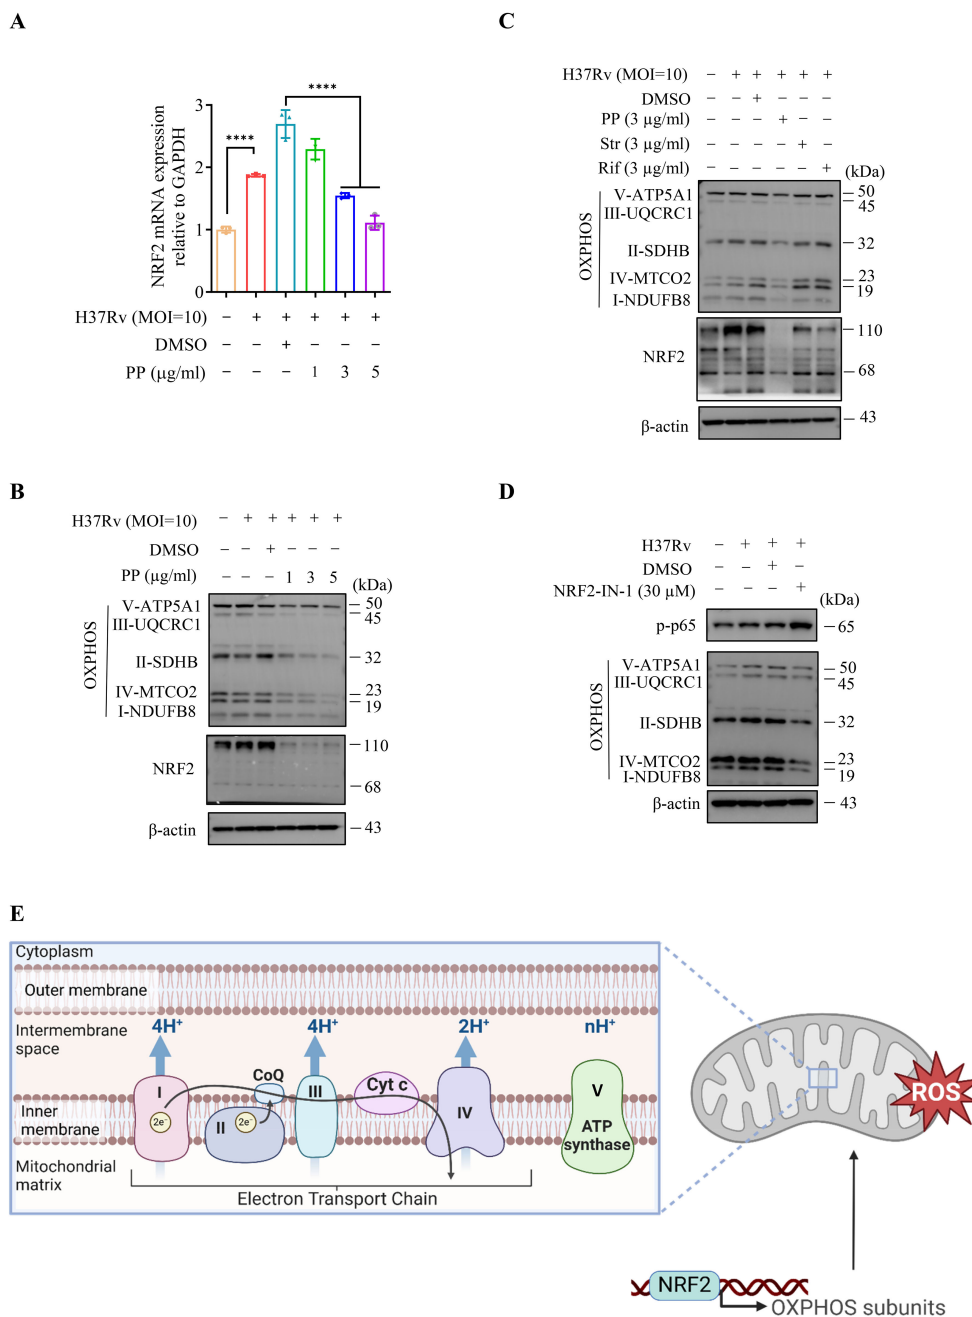 A
****
****
NRF2 mRNA expression
relative to GAPDH
3
2
1
0
H37Rv (MOI=10) − + + + + +
DMSO − − + − − −
PP (μg/ml) − − − 1 3 5
B
H37Rv (MOI=10) − + + + + +
DMSO − − + − − −
PP (μg/ml) − − − 1 3 5
(kDa)
OXPHOS
V-ATP5A1 50
III-UQCRC1 45
II-SDHB 32
IV-MTCO2 23
I-NDUFB8 19
NRF2
110
68
β-actin 43
C
H37Rv (MOI=10) − + + + + +
DMSO − − + − − −
PP (3 μg/ml) − − − + − −
Str (3 μg/ml) − − − − + −
Rif (3 μg/ml) − − − − − +
(kDa)
OXPHOS
V-ATP5A1 50
III-UQCRC1 45
II-SDHB 32
IV-MTCO2 23
I-NDUFB8 19
NRF2
110
68
β-actin 43
D
H37Rv − + + +
DMSO − − + −
NRF2-IN-1 (30 μM) − − − +
(kDa)
p-p65 65
OXPHOS
V-ATP5A1 50
III-UQCRC1 45
II-SDHB 32
IV-MTCO2 23
I-NDUFB8 19
β-actin 43
E
Cytoplasm
Outer membrane
Intermembrane
space
4H⁺ 4H⁺ 2H⁺ nH⁺
Inner
membrane
I
2e⁻
II
2e⁻
CoQ
III
Cyt c
IV
V
ATP
synthase
Mitochondrial
matrix
Electron Transport Chain
ROS
NRF2
OXPHOS subunits